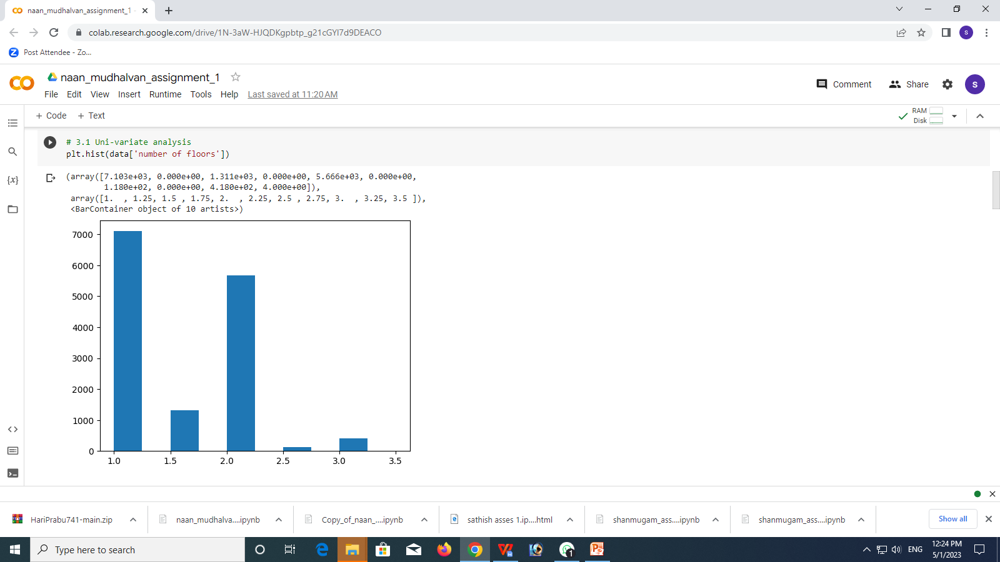 naan_mudhalvan_assignment_1 -
colab.research.google.com/drive/1N-3aW-HJQDKgpbtp_g21cGYI7d9DEACO
S
Post Attendee - Zo...
naan_mudhalvan_assignment_1
File Edit View Insert Runtime Tools Help Last saved at 11:20 AM
Comment Share S
+ Code + Text
RAM
Disk
# 3.1 Uni-variate analysis
plt.hist(data['number of floors'])
(array([7.103e+03, 0.000e+00, 1.311e+03, 0.000e+00, 5.666e+03, 0.000e+00,
1.180e+02, 0.000e+00, 4.180e+02, 4.000e+00]),
array([1.  , 1.25, 1.5 , 1.75, 2.  , 2.25, 2.5 , 2.75, 3.  , 3.25, 3.5 ]),
<BarContainer object of 10 artists>)
{x}
7000
6000
5000
4000
3000
2000
1000
0
1.0 1.5 2.0 2.5 3.0 3.5
HariPrabu741-main.zip naan_mudhalva....ipynb Copy_of_naan_....ipynb sathish asses 1.ip....html shanmugam_ass....ipynb shanmugam_ass....ipynb Show all
Type here to search
1
ENG
12:24 PM
5/1/2023